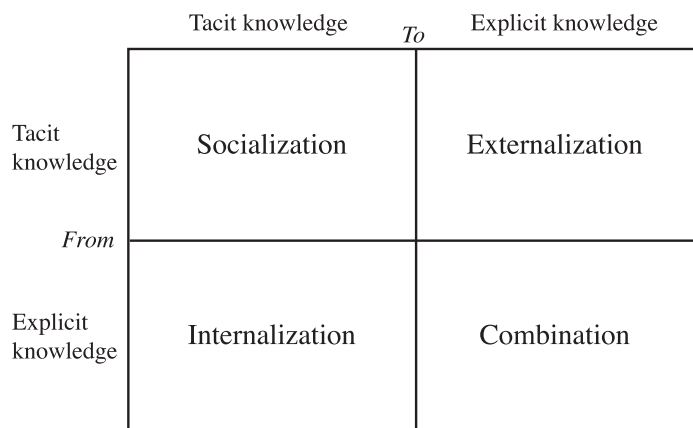 Tacit knowledge
To
Explicit knowledge
Tacit
knowledge
Socialization
Externalization
From
Explicit
knowledge
Internalization
Combination